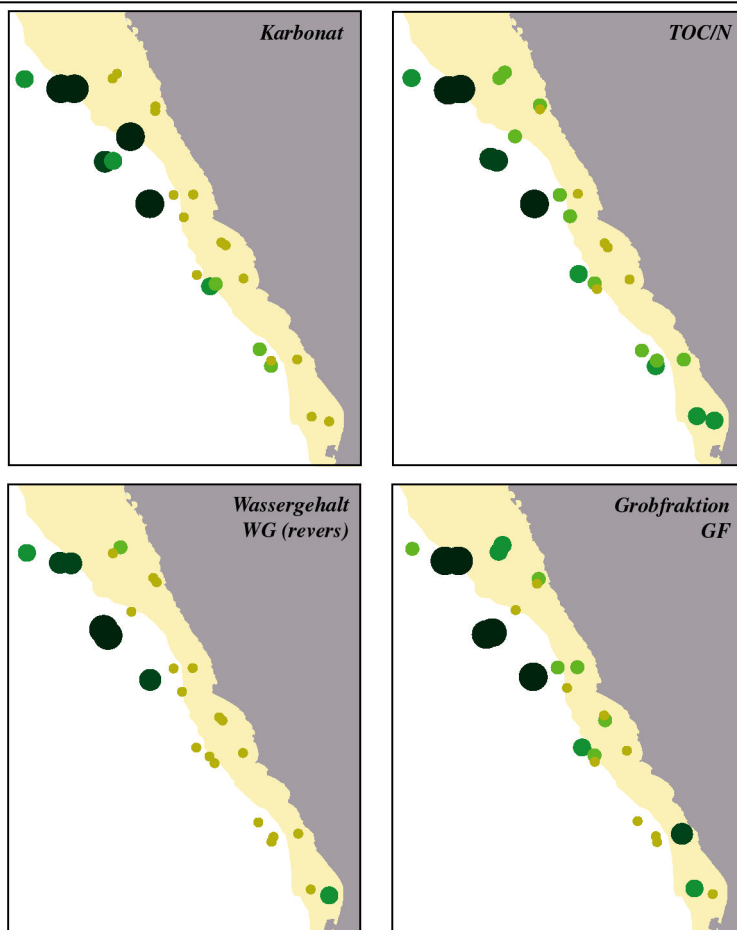 Karbonat
TOC/N
Wassergehalt
WG (revers)
Grobfraktion
GF